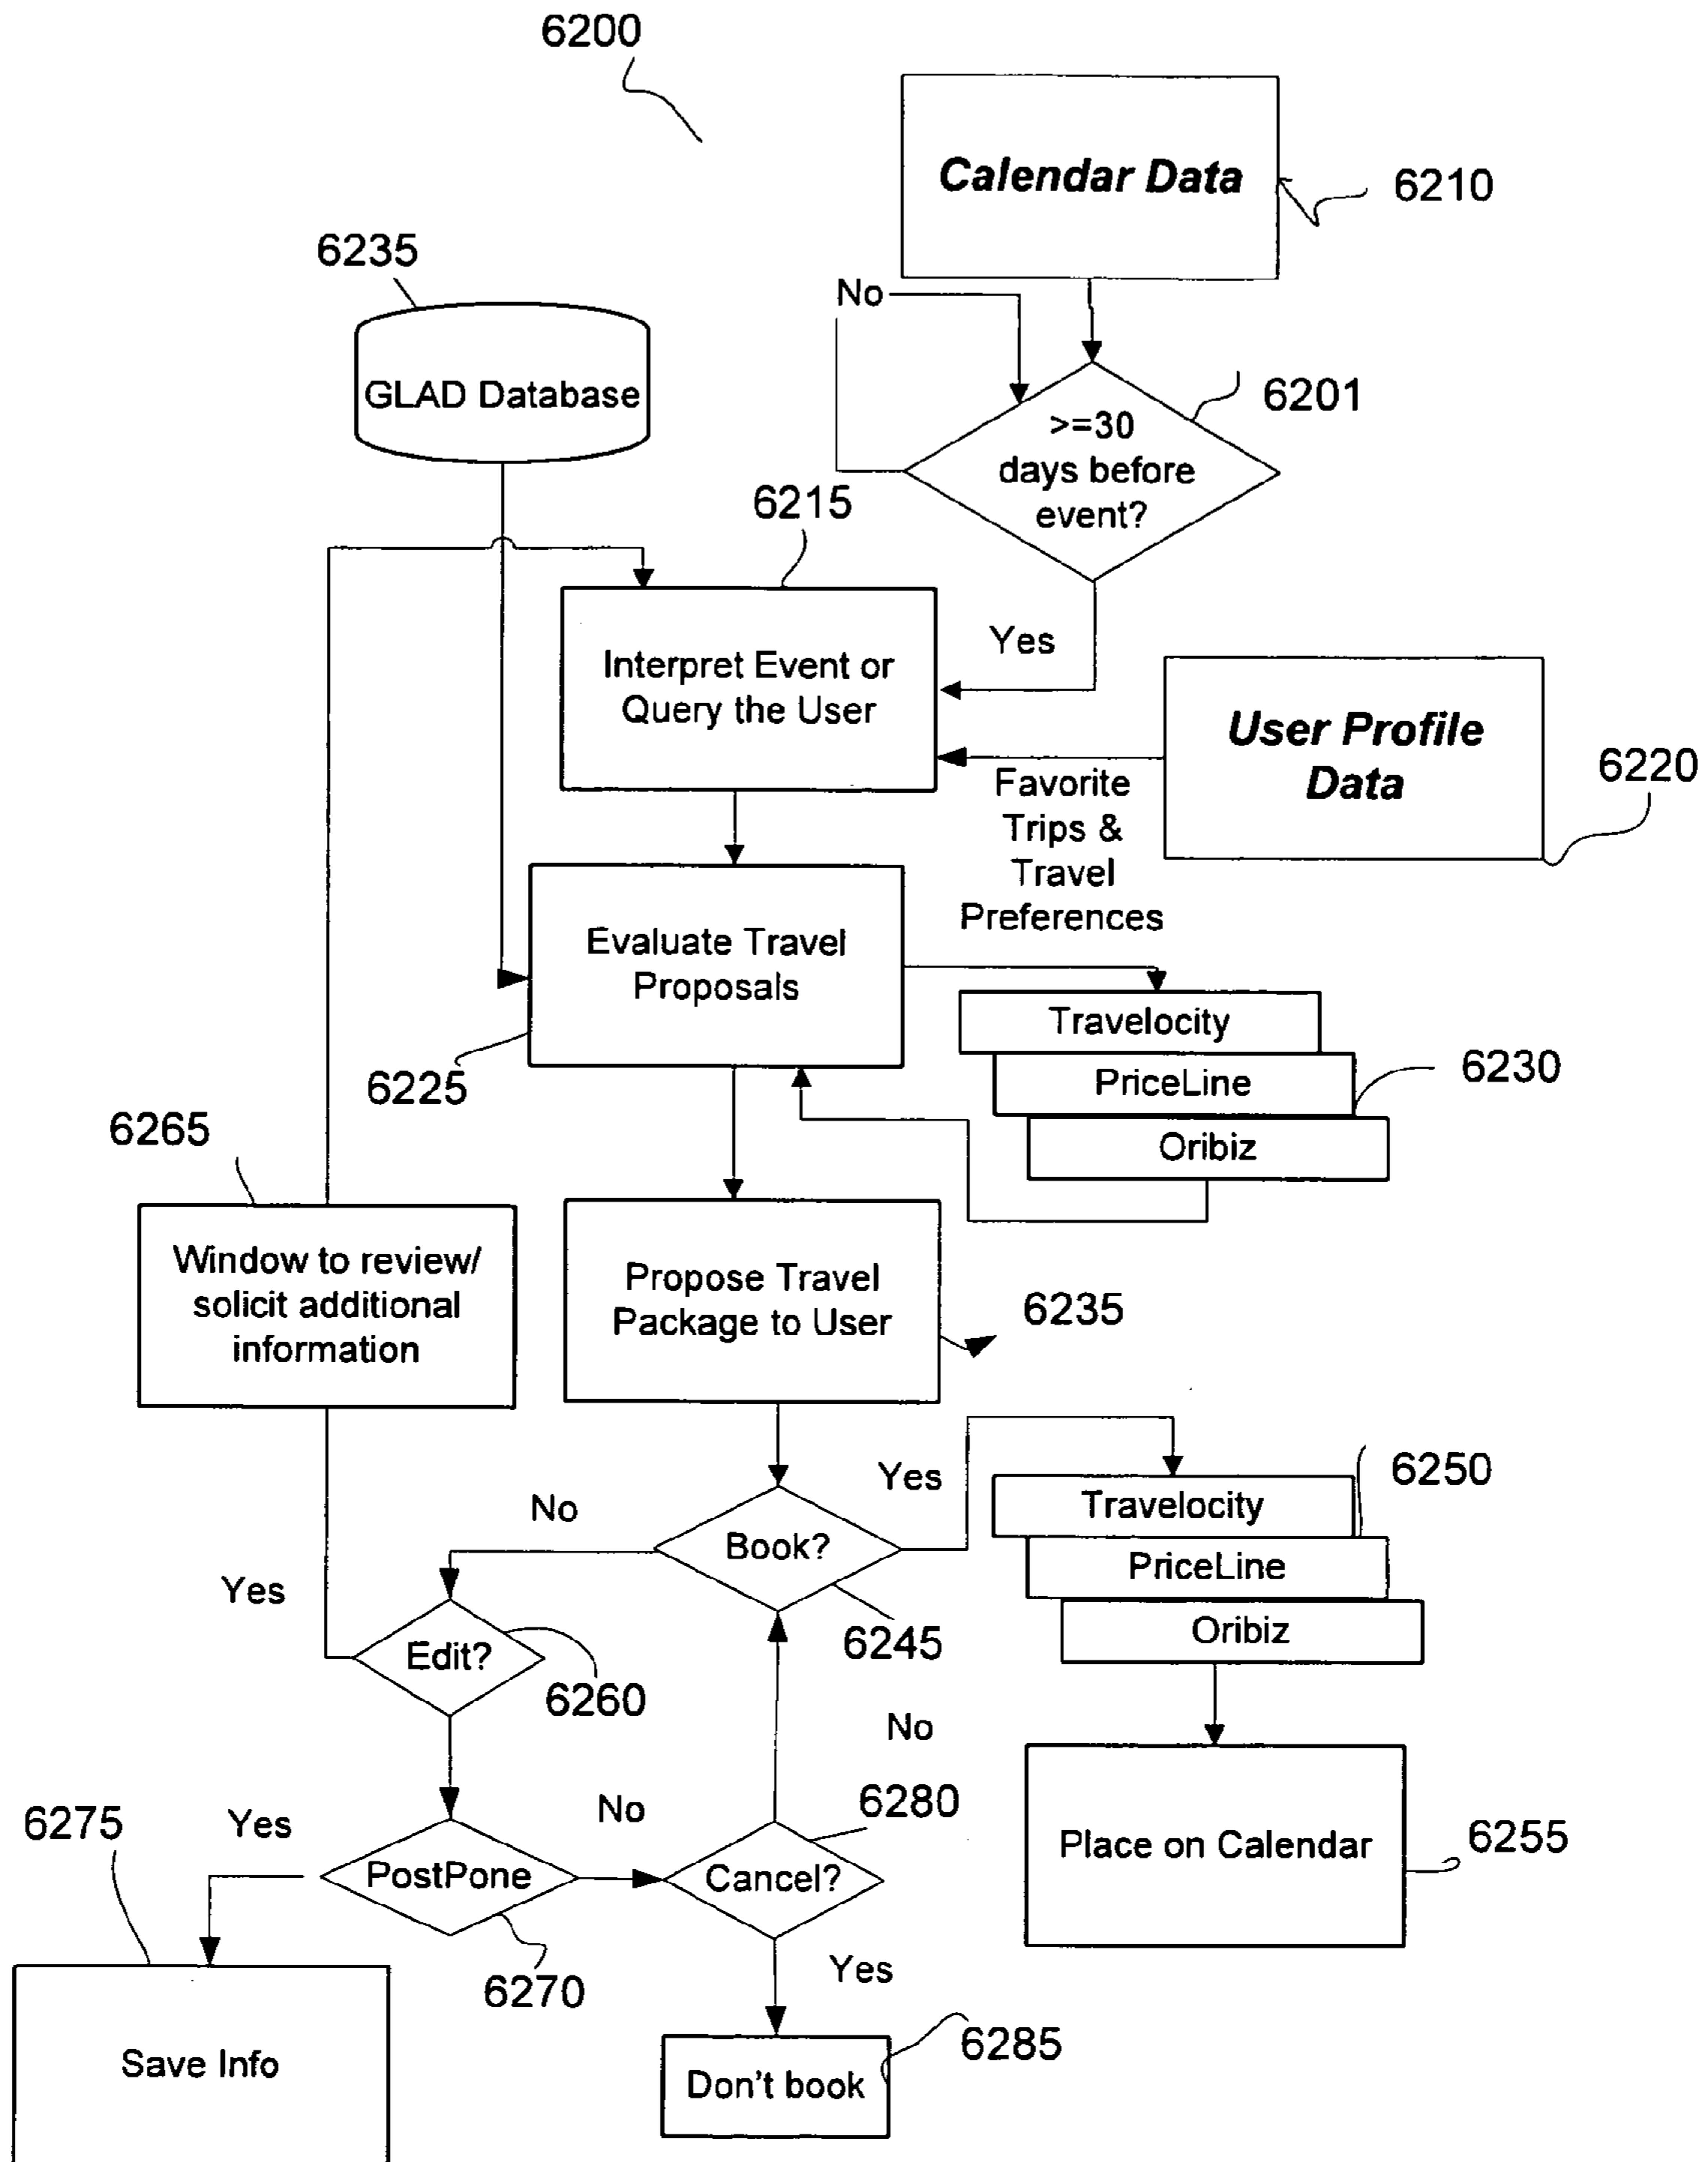 6200
Calendar Data
6210
6235
GLAD Database
No
>=30
days before
event?
6201
6215
Interpret Event or
Query the User
Yes
User Profile
Data
6220
Favorite
Trips &
Travel
Preferences
Evaluate Travel
Proposals
6225
Travelocity
PriceLine
Oribiz
6230
6265
Window to review/
solicit additional
information
Propose Travel
Package to User
6235
Yes
Travelocity
PriceLine
Oribiz
6250
No
Book?
6245
Yes
Edit?
6260
No
6280
Place on Calendar
6255
6275
Yes
PostPone
No
Cancel?
6270
Yes
Save Info
Don't book
6285